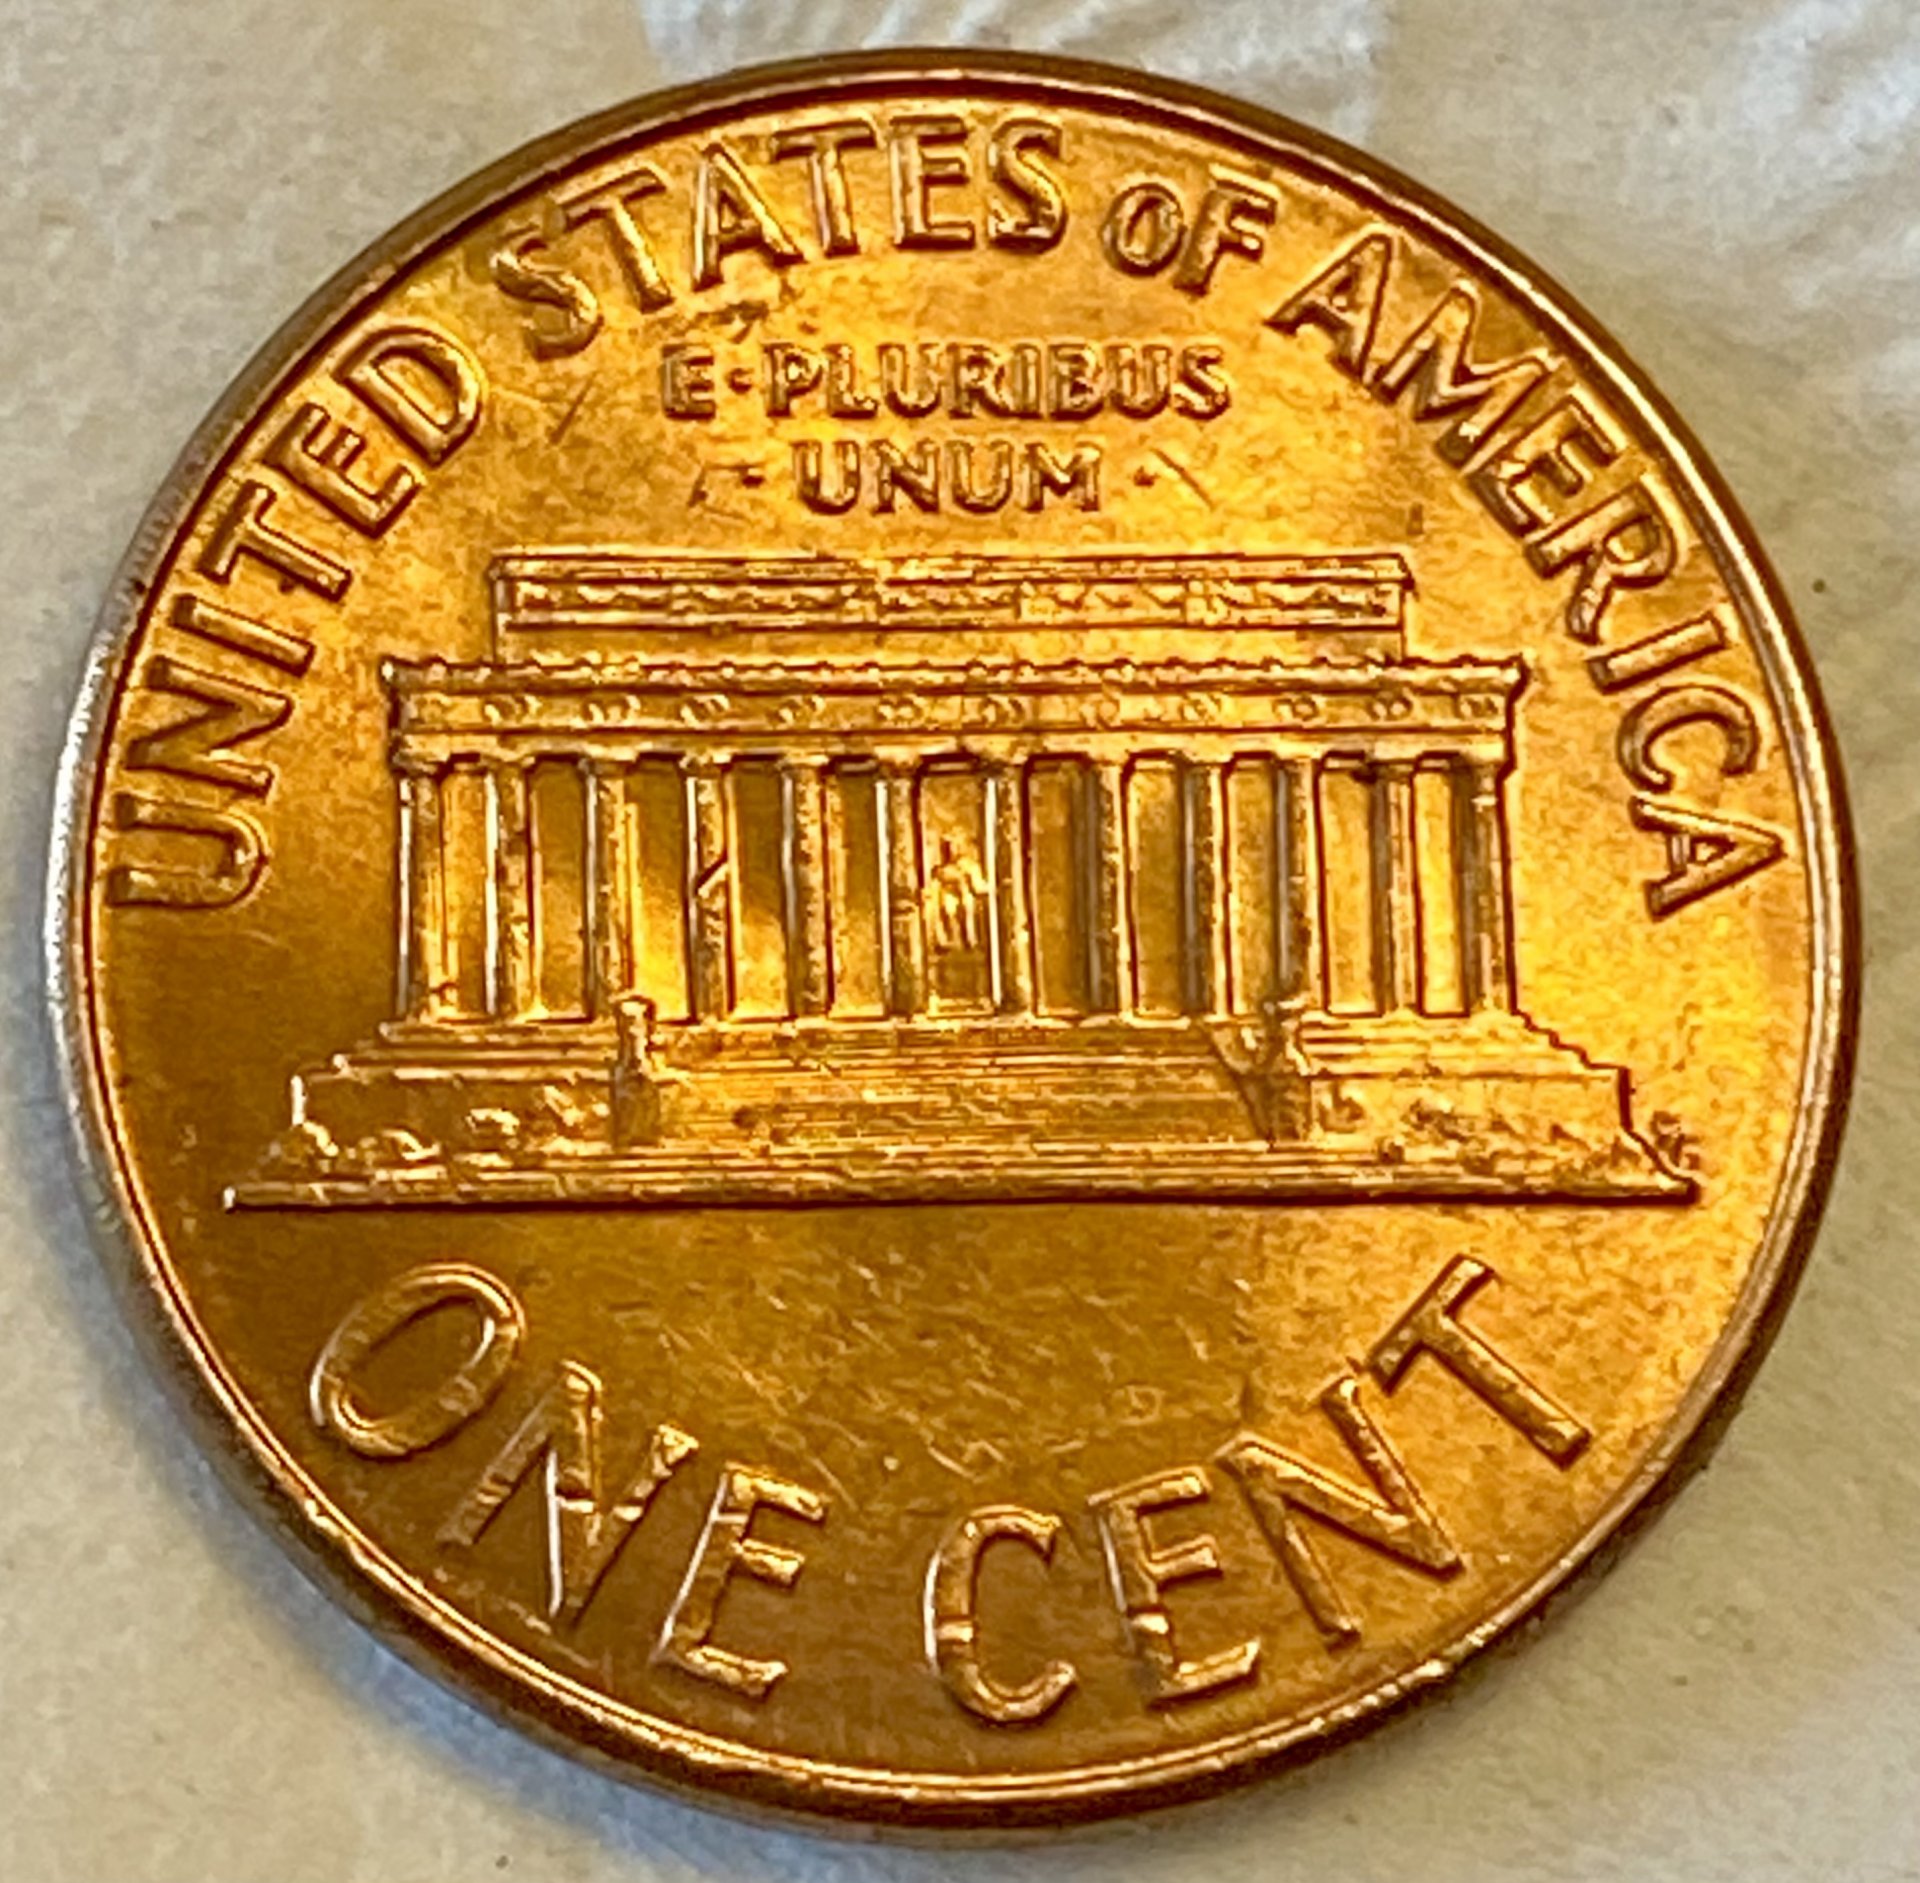 UNITED STATES OF AMERICA
E·PLURIBUS
·UNUM·
ONE CENT